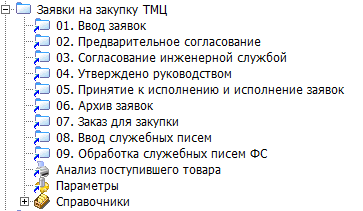 Заявки на закупку ТМЦ
01. Ввод заявок
02. Предварительное согласование
03. Согласование инженерной службой
04. Утверждено руководством
05. Принятие к исполнению и исполнение заявок
06. Архив заявок
07. Заказ для закупки
08. Ввод служебных писем
09. Обработка служебных писем ФС
Анализ поступившего товара
Параметры
Справочники